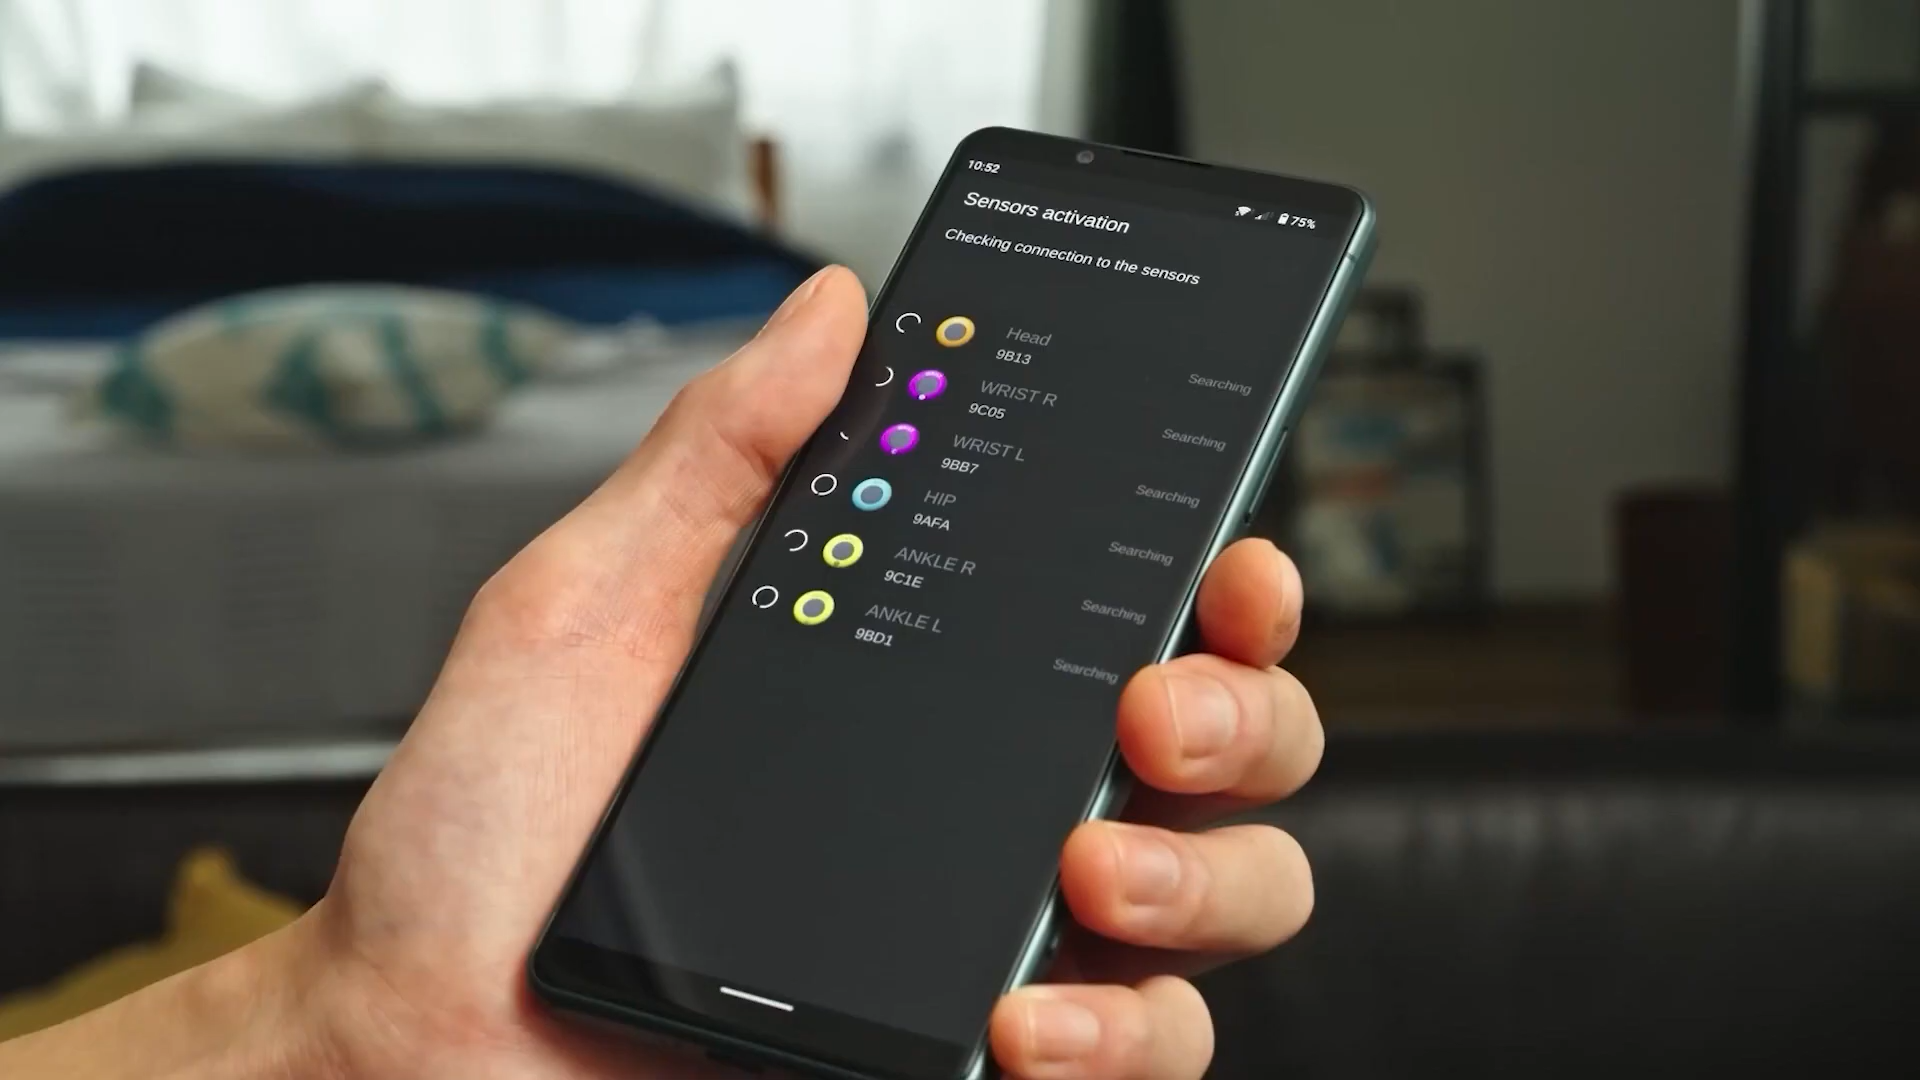 10:52
75%
Sensors activation
Checking connection to the sensors
Head
9B13
Searching
WRIST R
9C05
Searching
WRIST L
9BB7
Searching
HIP
9AFA
Searching
ANKLE R
9C1E
Searching
ANKLE L
9BD1
Searching